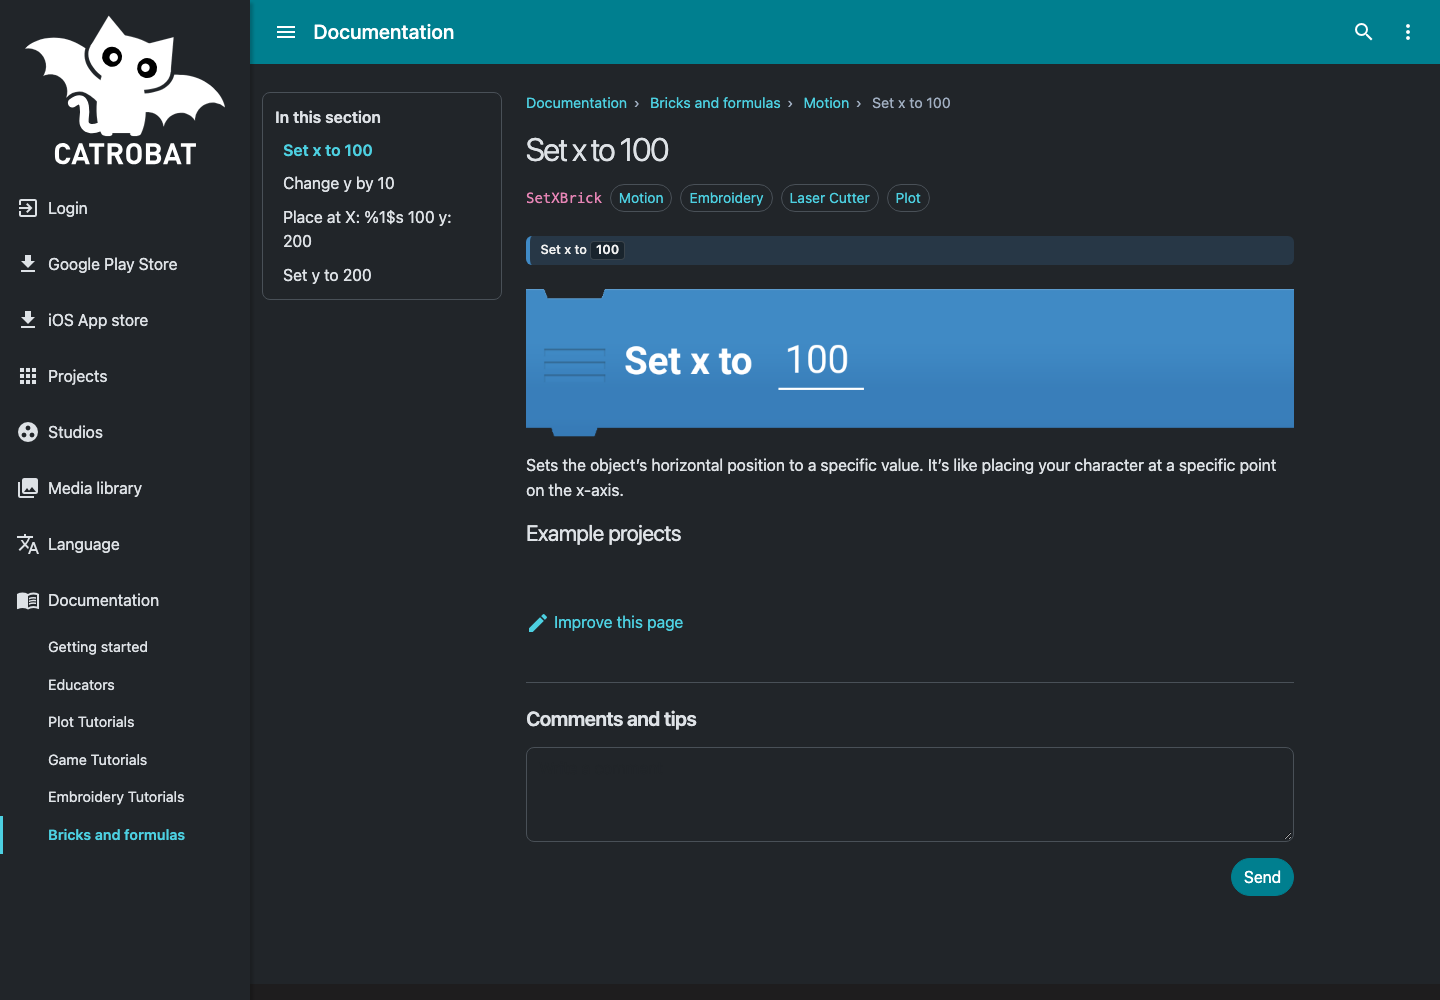 CATROBAT
Login
Google Play Store
iOS App store
Projects
Studios
Media library
Language
Documentation
Getting started
Educators
Plot Tutorials
Game Tutorials
Embroidery Tutorials
Bricks and formulas
Documentation
In this section
Set x to 100
Change y by 10
Place at X: %1$s 100 y:
200
Set y to 200
Documentation › Bricks and formulas › Motion › Set x to 100
Set x to 100
SetXBrick Motion Embroidery Laser Cutter Plot
Set x to 100
Set x to 100
Sets the object’s horizontal position to a specific value. It’s like placing your character at a specific point
on the x-axis.
Example projects
Improve this page
Comments and tips
Send